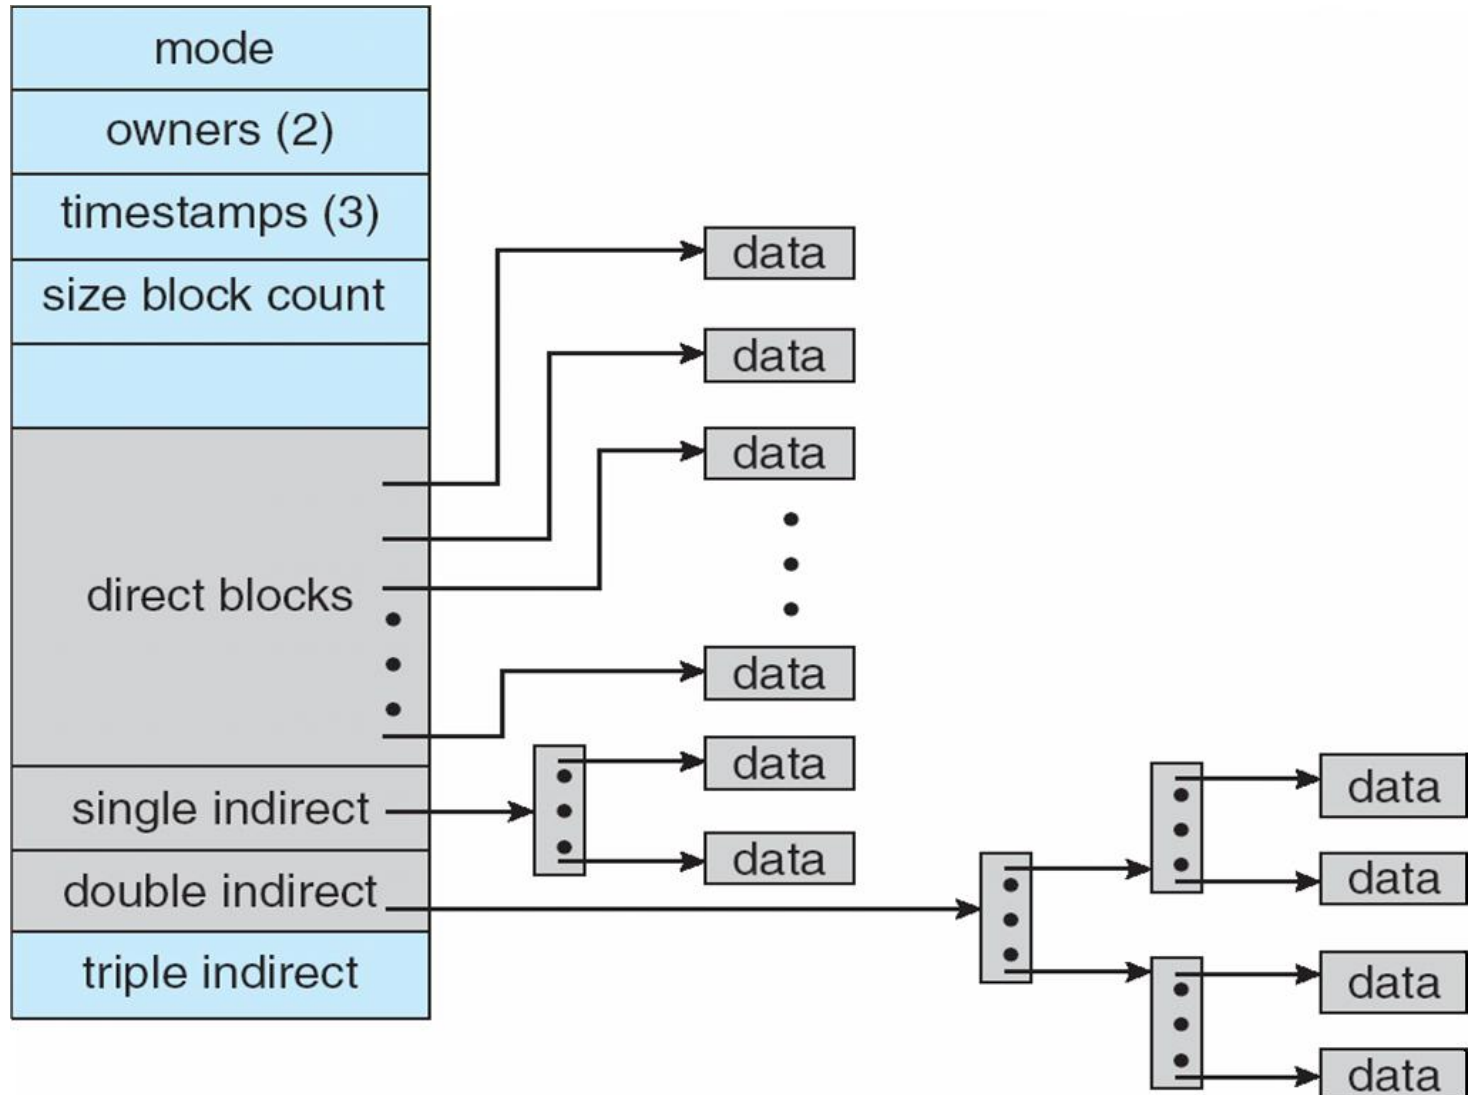 mode
owners (2)
timestamps (3)
size block count
direct blocks
single indirect
double indirect
triple indirect
data
data
data
data
data
data
data
data
data
data